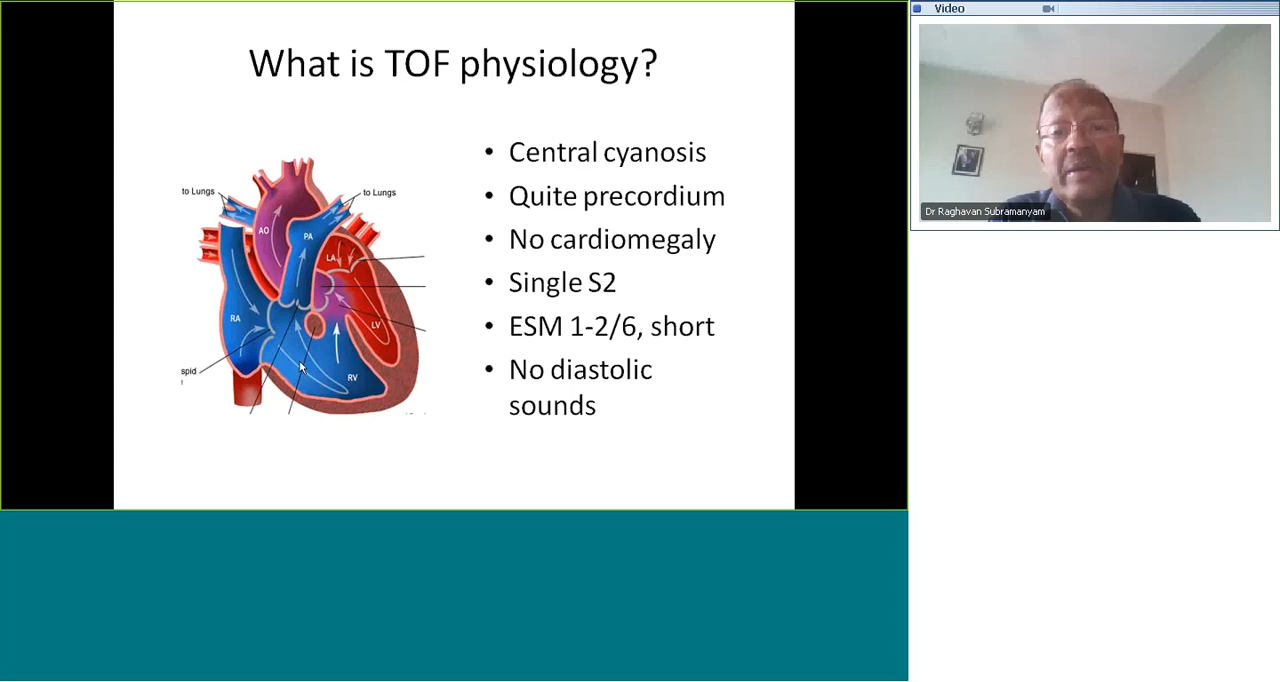 Video
What is TOF physiology?
Dr Raghavan Subramanyam
to Lungs
to Lungs
AO
PA
LA
RA
LV
RV
spid
• Central cyanosis
• Quite precordium
• No cardiomegaly
• Single S2
• ESM 1-2/6, short
• No diastolic
sounds